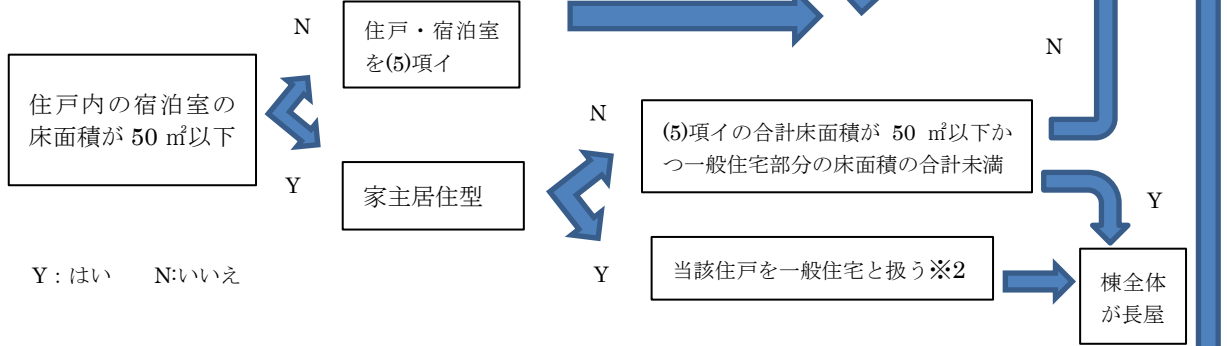 N
住戸・宿泊室
を(5)項イ
住戸内の宿泊室の
床面積が 50 ㎡以下
N
N
(5)項イの合計床面積が 50 ㎡以下か
つ一般住宅部分の床面積の合計未満
Y
家主居住型
Y
Y
当該住戸を一般住宅と扱う※2
棟全体
が長屋
Y：はい N:いいえ